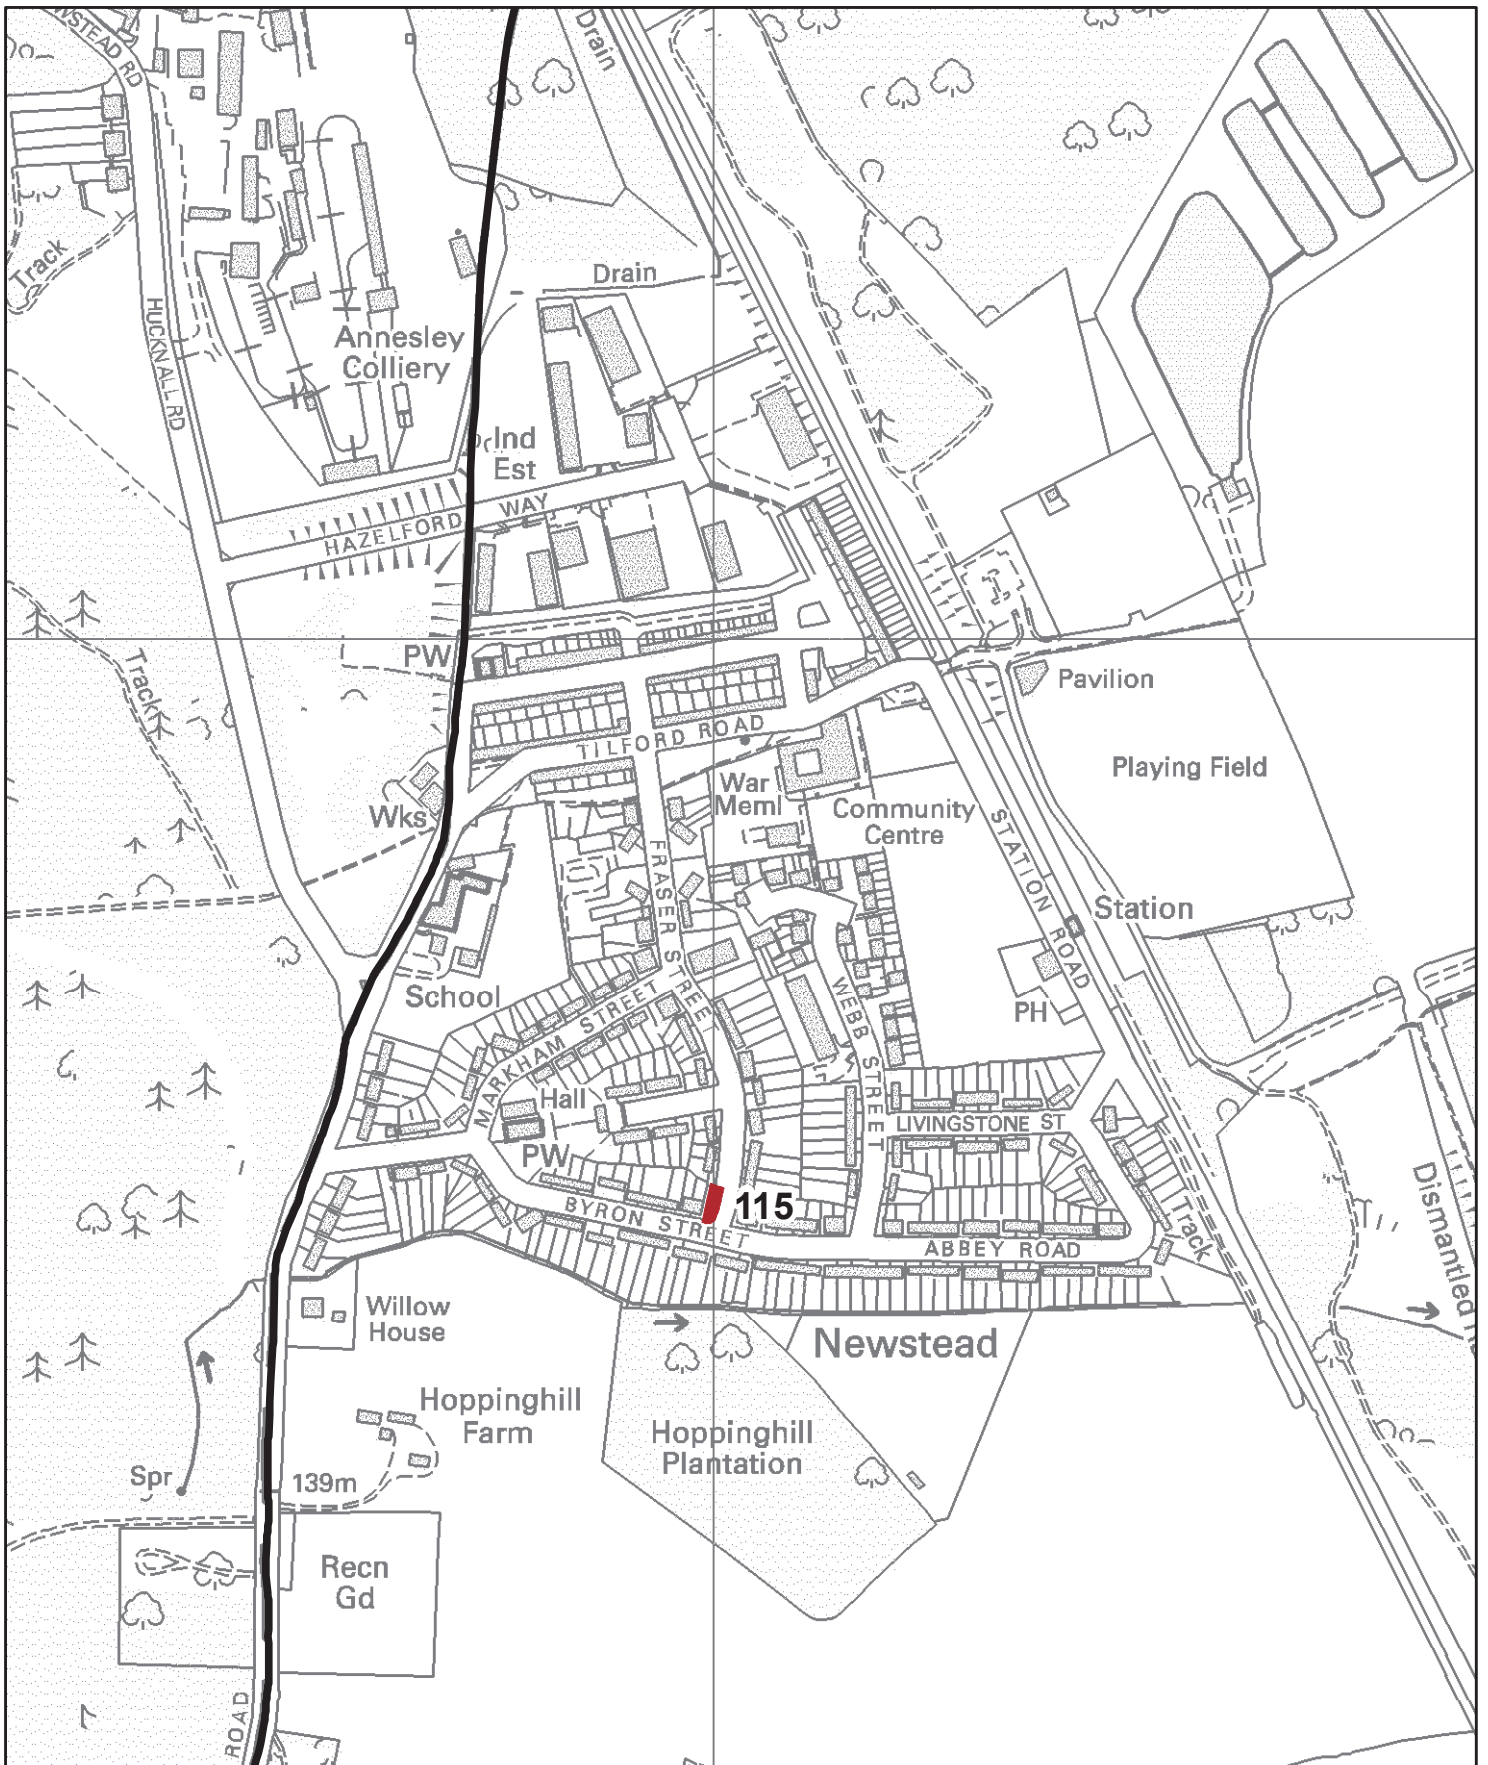 WSTEAD RD
Drain
Track
HUCKNALL RD
Drain
Annesley
Colliery
Ind
Est
HAZELFORD WAY
PW
Track
Pavilion
TILFORD ROAD
Playing Field
War
Meml
Wks
Community
Centre
STATION ROAD
FRASER STREET
Station
School
WEBB STREET
PH
MARKHAM STREET
Hall
LIVINGSTONE ST
PW
Dismantled
115
BYRON STREET
Track
ABBEY ROAD
Willow
House
Newstead
Hoppinghill
Farm
Hoppinghill
Plantation
Spr
139m
Recn
Gd
ROAD